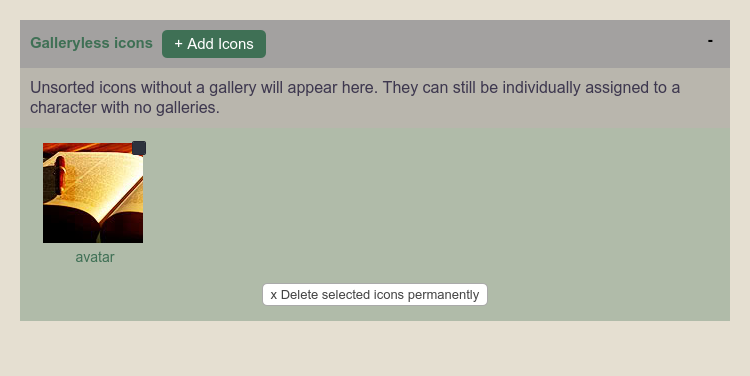 Galleryless icons + Add Icons -
Unsorted icons without a gallery will appear here. They can still be individually assigned to a
character with no galleries.
avatar
x Delete selected icons permanently